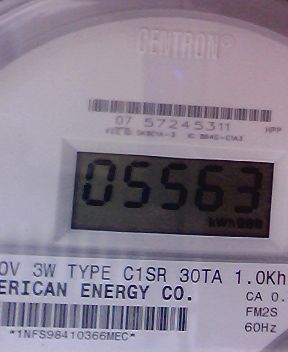 CENTRON®
07 57245311 HPP
05563
kWh
0V 3W TYPE C1SR 30TA 1.0Kh
ERICAN ENERGY CO. CA 0.
FM2S
60Hz
*1NFS98410366MEC*